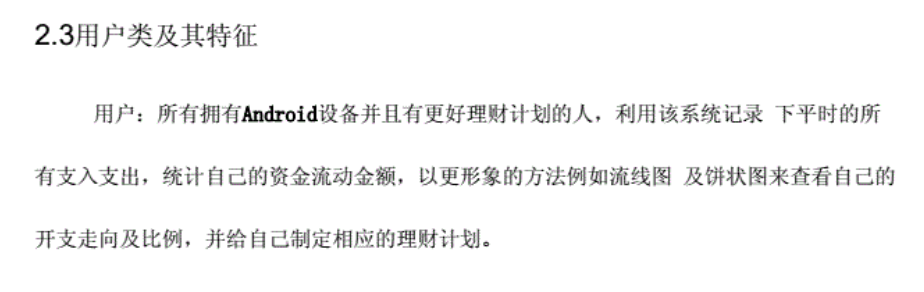 2.3用户类及其特征
用户：所有拥有Android设备并且有更好理财计划的人，利用该系统记录 下平时的所
有支入支出，统计自己的资金流动金额，以更形象的方法例如流线图 及饼状图来查看自己的
开支走向及比例，并给自己制定相应的理财计划。